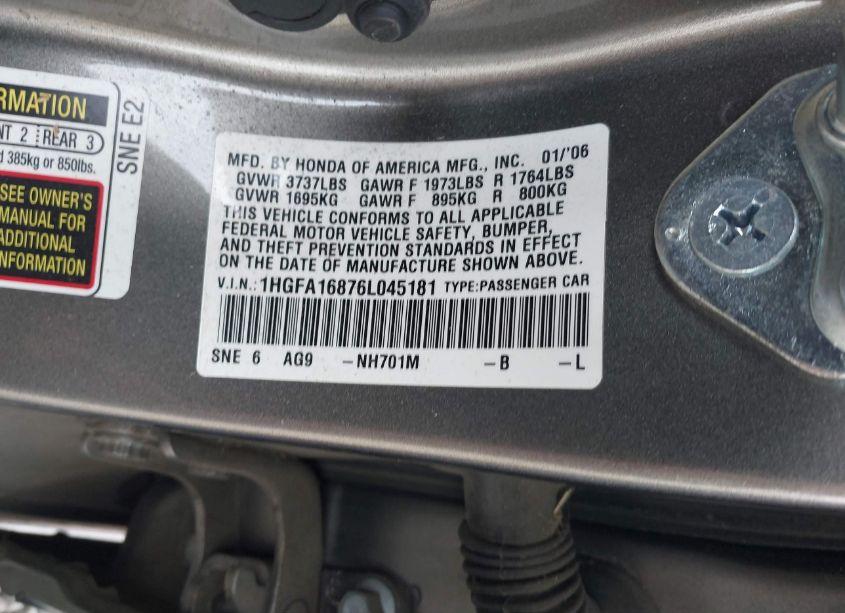 RMATION
NT 2 REAR 3
d 385kg or 850lbs.
SEE OWNER'S
MANUAL FOR
ADDITIONAL
INFORMATION
SNE E2
MFD. BY HONDA OF AMERICA MFG., INC. 01/'06
GVWR 3737LBS GAWR F 1973LBS R 1764LBS
GVWR 1695KG GAWR F 895KG R 800KG
THIS VEHICLE CONFORMS TO ALL APPLICABLE
FEDERAL MOTOR VEHICLE SAFETY, BUMPER,
AND THEFT PREVENTION STANDARDS IN EFFECT
ON THE DATE OF MANUFACTURE SHOWN ABOVE.
V.I.N.: 1HGFA16876L045181 TYPE:PASSENGER CAR
SNE 6 AG9 -NH701M -B -L